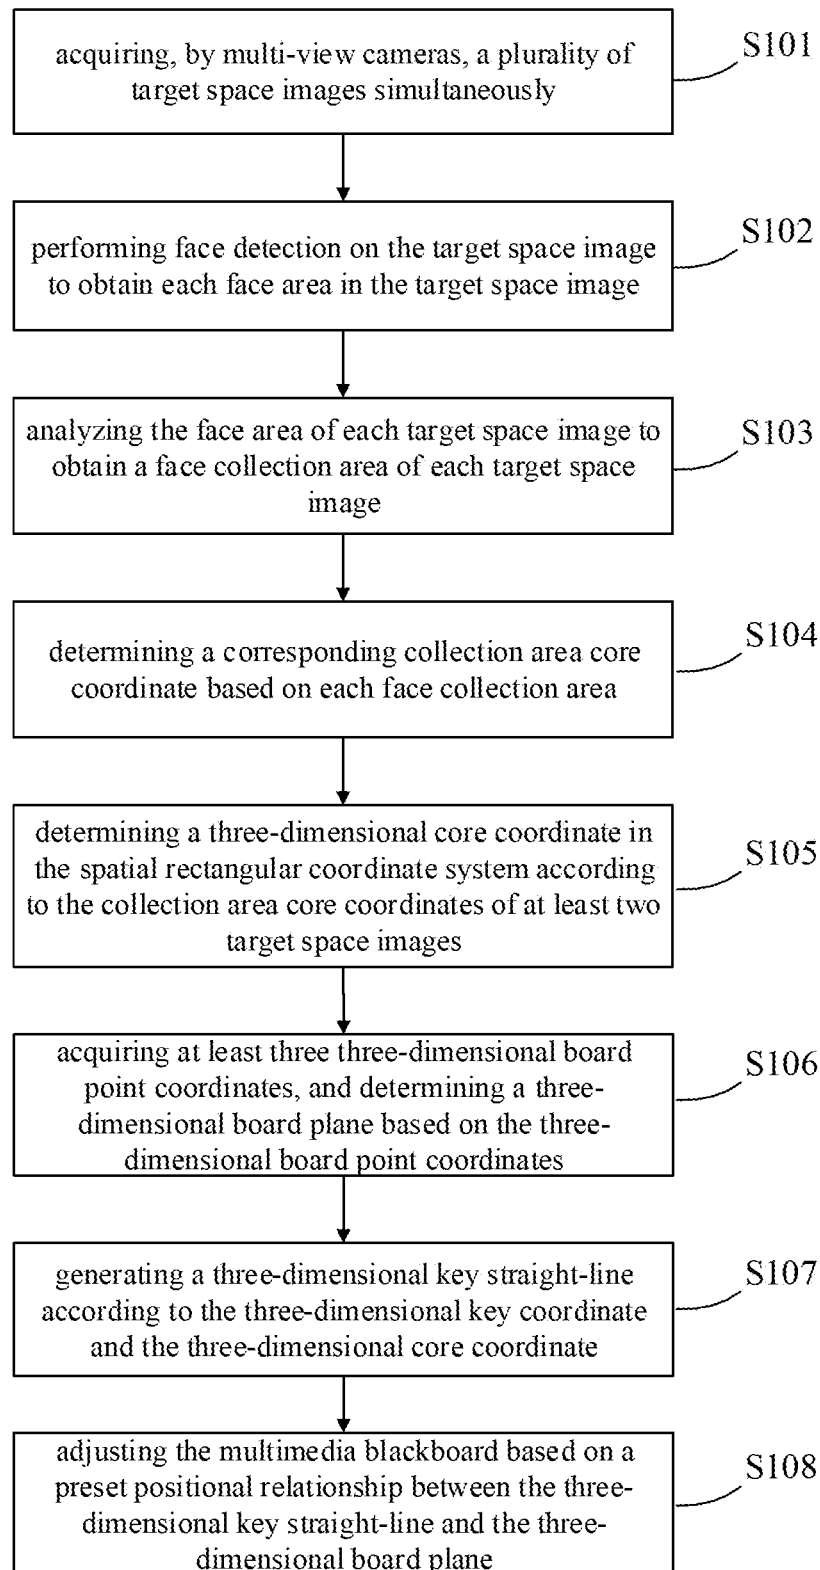 acquiring, by multi-view cameras, a plurality of
target space images simultaneously
S101
performing face detection on the target space image
to obtain each face area in the target space image
S102
analyzing the face area of each target space image to
obtain a face collection area of each target space
image
S103
determining a corresponding collection area core
coordinate based on each face collection area
S104
determining a three-dimensional core coordinate in
the spatial rectangular coordinate system according
to the collection area core coordinates of at least two
target space images
S105
acquiring at least three three-dimensional board
point coordinates, and determining a three-
dimensional board plane based on the three-
dimensional board point coordinates
S106
generating a three-dimensional key straight-line
according to the three-dimensional key coordinate
and the three-dimensional core coordinate
S107
adjusting the multimedia blackboard based on a
preset positional relationship between the three-
dimensional key straight-line and the three-
dimensional board plane
S108